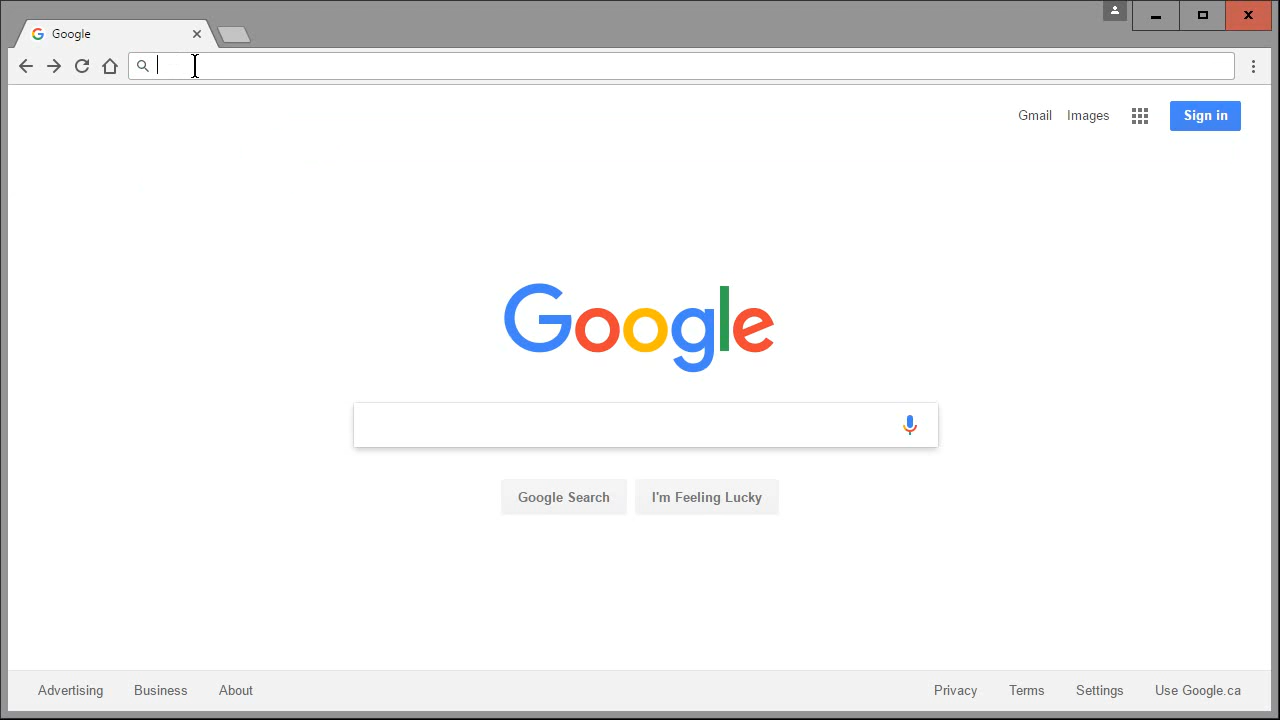 Google
Gmail Images Sign in
Google
Google Search I'm Feeling Lucky
Advertising Business About Privacy Terms Settings Use Google.ca